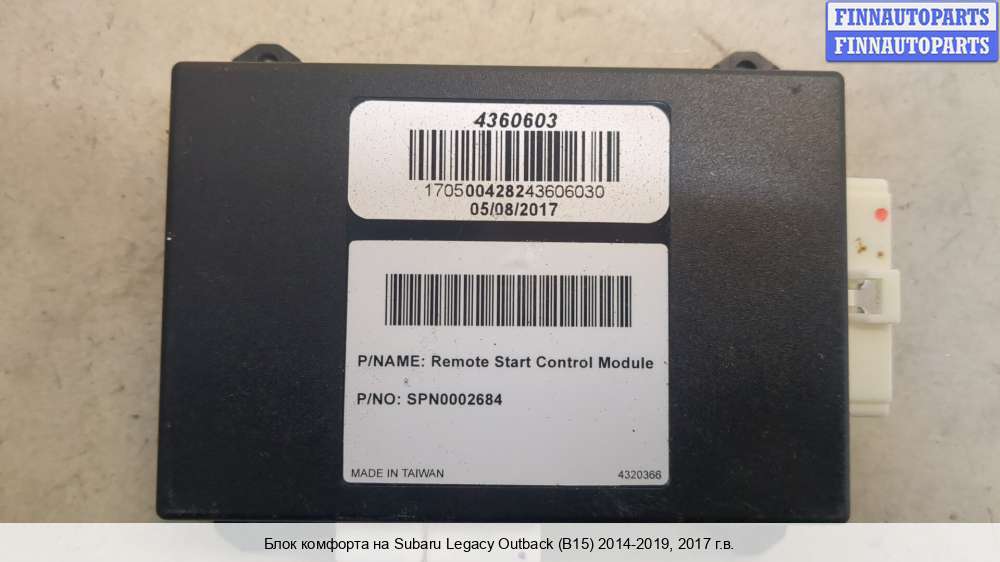 FINNAUTOPARTS
FINNAUTOPARTS
4360603
170500428243606030
05/08/2017
P/NAME: Remote Start Control Module
P/NO: SPN0002684
MADE IN TAIWAN 4320366
Блок комфорта на Subaru Legacy Outback (B15) 2014-2019, 2017 г.в.